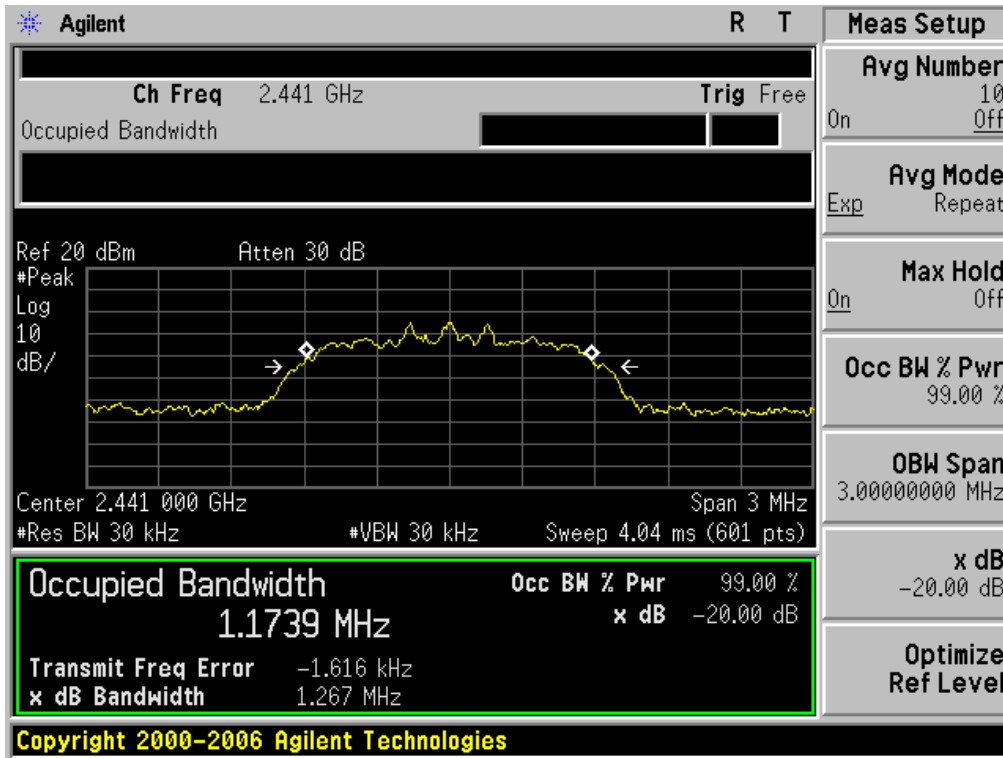 Agilent R T
Ch Freq 2.441 GHz Trig Free
Occupied Bandwidth
Ref 20 dBm Atten 30 dB
#Peak
Log
10
dB/
Center 2.441 000 GHz Span 3 MHz
#Res BW 30 kHz #VBW 30 kHz Sweep 4.04 ms (601 pts)
Occupied Bandwidth Occ BW % Pwr 99.00 %
1.1739 MHz x dB -20.00 dB
Transmit Freq Error -1.616 kHz
x dB Bandwidth 1.267 MHz
Copyright 2000-2006 Agilent Technologies
Meas Setup
Avg Number
10
On Off
Avg Mode
Exp Repeat
Max Hold
On Off
Occ BW % Pwr
99.00 %
OBW Span
3.00000000 MHz
x dB
-20.00 dB
Optimize
Ref Level